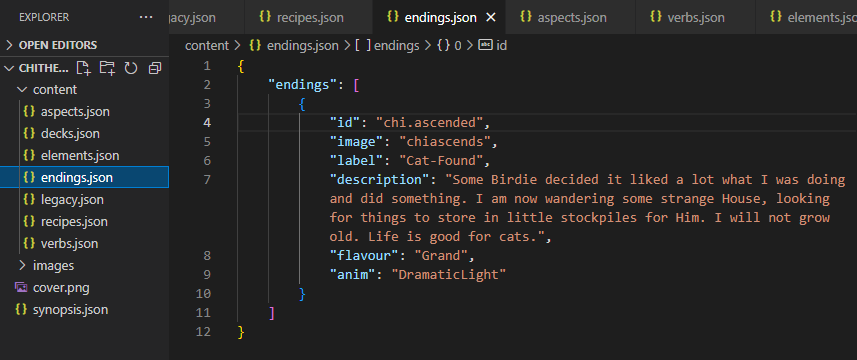 EXPLORER
...
OPEN EDITORS
CHITHE...
content
aspects.json
decks.json
elements.json
endings.json
legacy.json
recipes.json
verbs.json
images
cover.png
synopsis.json
gacy.json recipes.json endings.json aspects.json verbs.json elements.js
content > endings.json > [ ] endings > {} 0 > abc id
1 {
2 "endings": [
3 {
4 "id": "chi.ascended",
5 "image": "chiascends",
6 "label": "Cat-Found",
7 "description": "Some Birdie decided it liked a lot what I was doing
and did something. I am now wandering some strange House, looking
for things to store in little stockpiles for Him. I will not grow
old. Life is good for cats.",
8 "flavour": "Grand",
9 "anim": "DramaticLight"
10 }
11 ]
12 }